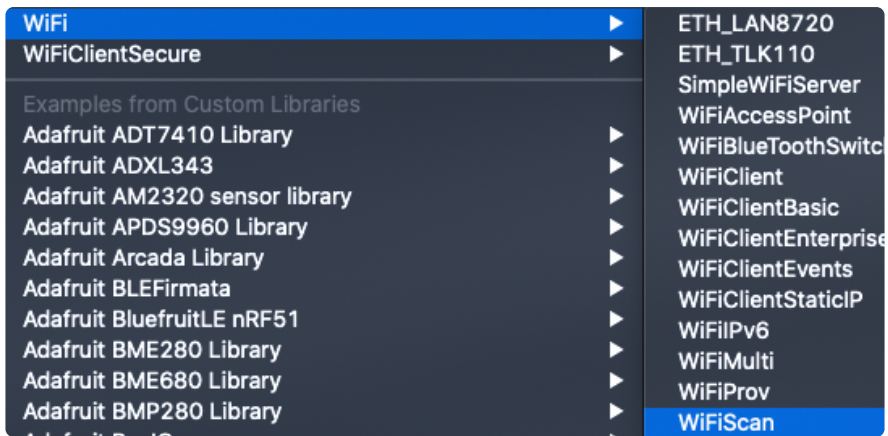 WiFi
WiFiClientSecure
Examples from Custom Libraries
Adafruit ADT7410 Library
Adafruit ADXL343
Adafruit AM2320 sensor library
Adafruit APDS9960 Library
Adafruit Arcada Library
Adafruit BLEFirmata
Adafruit BluefruitLE nRF51
Adafruit BME280 Library
Adafruit BME680 Library
Adafruit BMP280 Library
ETH_LAN8720
ETH_TLK110
SimpleWiFiServer
WiFiAccessPoint
WiFiBlueToothSwitc
WiFiClient
WiFiClientBasic
WiFiClientEnterprise
WiFiClientEvents
WiFiClientStaticIP
WiFiIPv6
WiFiMulti
WiFiProv
WiFiScan